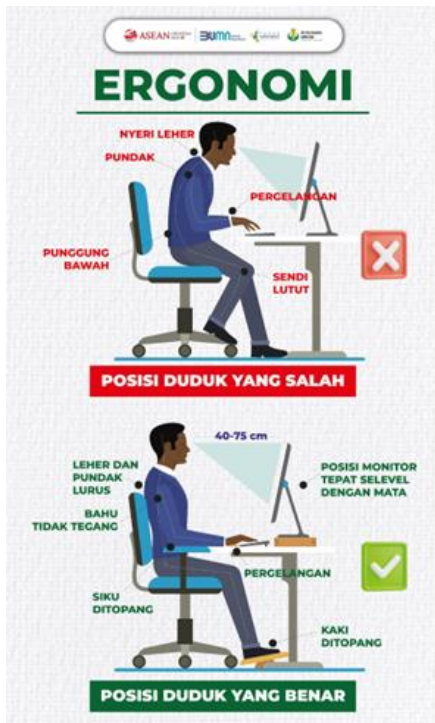 ASEAN
BUMN
ERGONOMI
NYERI LEHER
PUNDAK
PERGELANGAN
PUNGGUNG
BAWAH
SENDI
LUTUT
POSISI DUDUK YANG SALAH
40-75 cm
LEHER DAN
PUNDAK
LURUS
POSISI MONITOR
TEPAT SELEVEL
DENGAN MATA
BAHU
TIDAK TEGANG
PERGELANGAN
SIKU
DITOPANG
KAKI
DITOPANG
POSISI DUDUK YANG BENAR